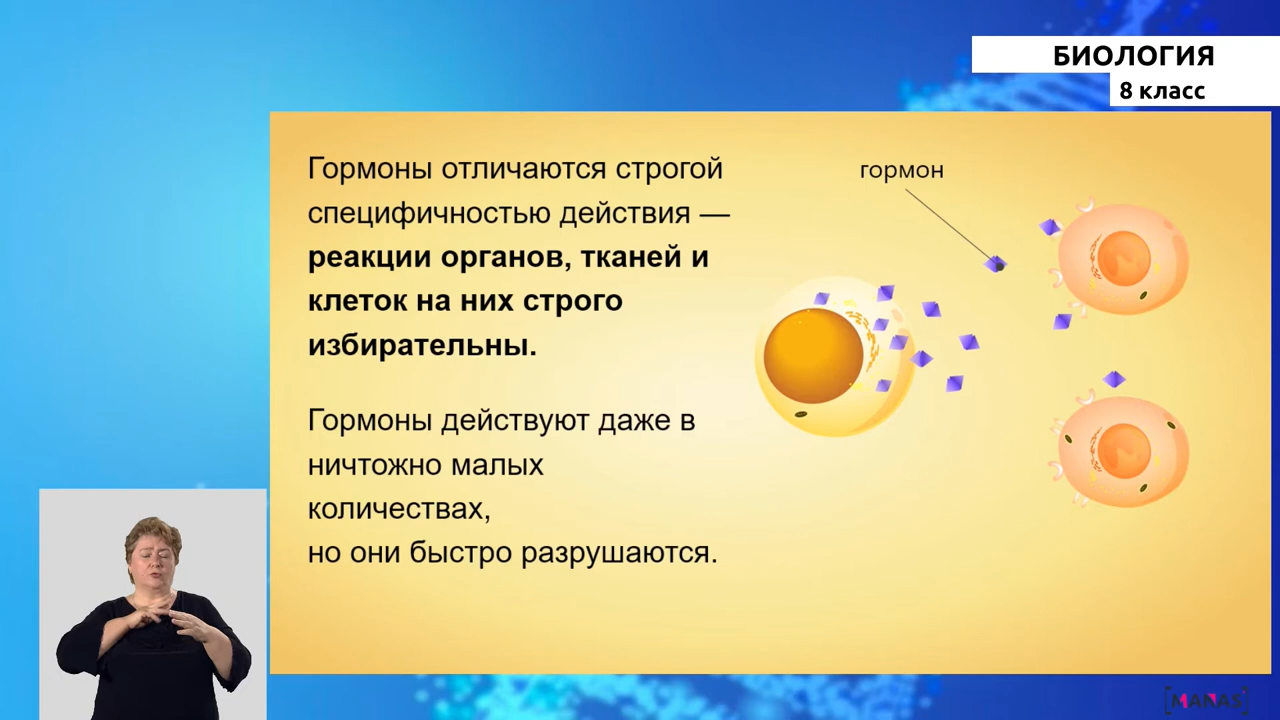 БИОЛОГИЯ
8 класс
Гормоны отличаются строгой
специфичностью действия —
реакции органов, тканей и
клеток на них строго
избирательны.
Гормоны действуют даже в
ничтожно малых
количествах,
но они быстро разрушаются.
гормон
MANAS